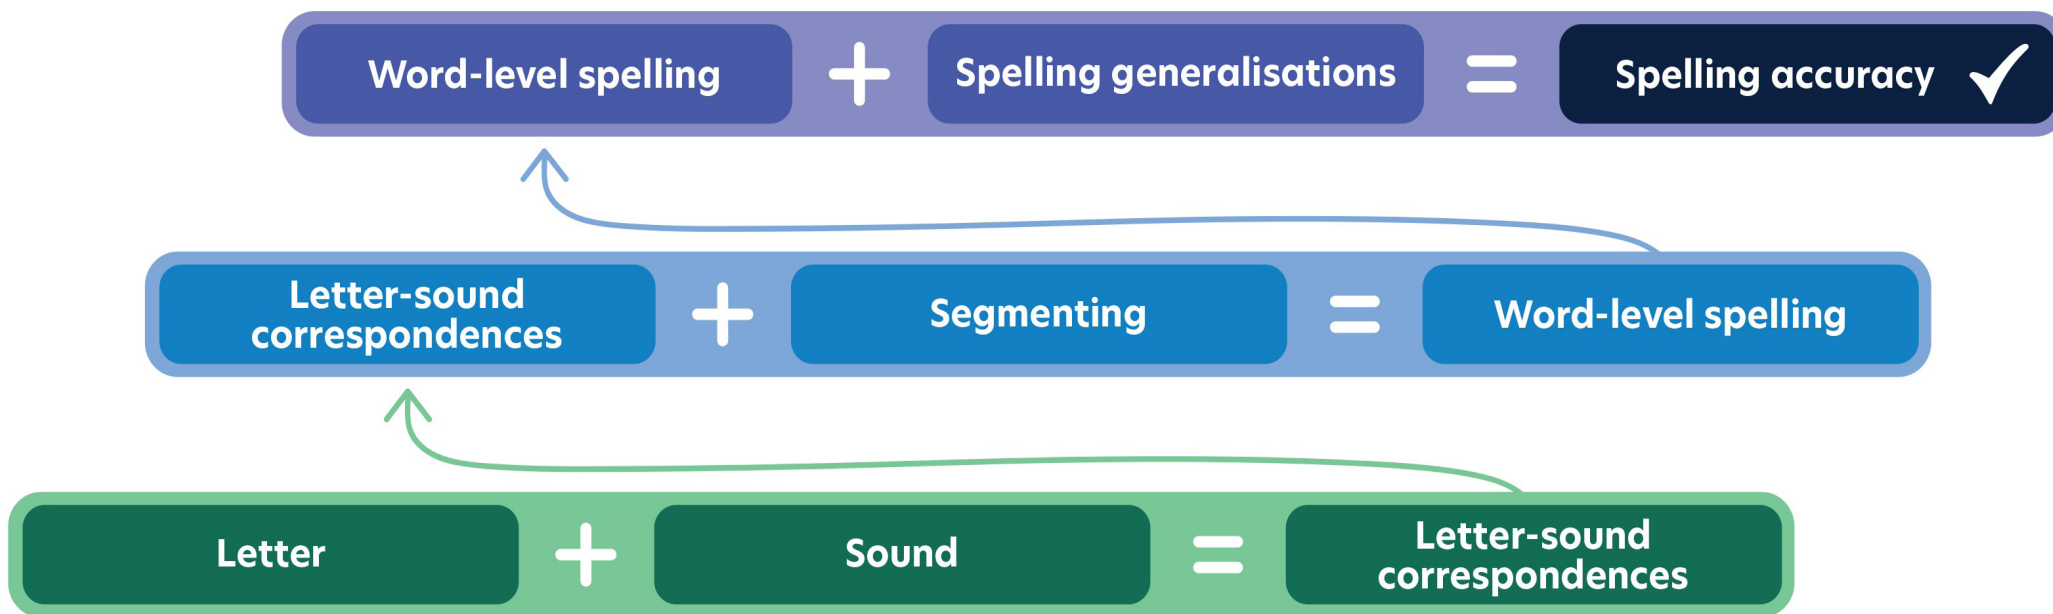 Word-level spelling + Spelling generalisations = Spelling accuracy ✓
Letter-sound
correspondences + Segmenting = Word-level spelling
Letter + Sound = Letter-sound
correspondences